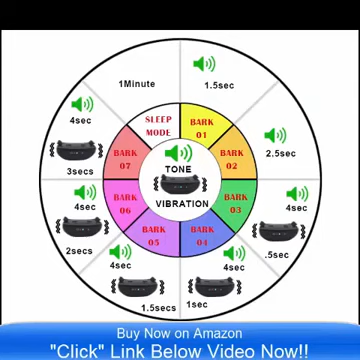 1Minute
1.5sec
4sec
SLEEP
MODE
BARK
01
2.5sec
BARK
07
BARK
02
3secs
TONE
4sec
BARK
06
VIBRATION
BARK
03
4sec
2secs
.5sec
BARK
05
BARK
04
4sec
4sec
1.5secs
1sec
Buy Now on Amazon
"Click" Link Below Video Now!!